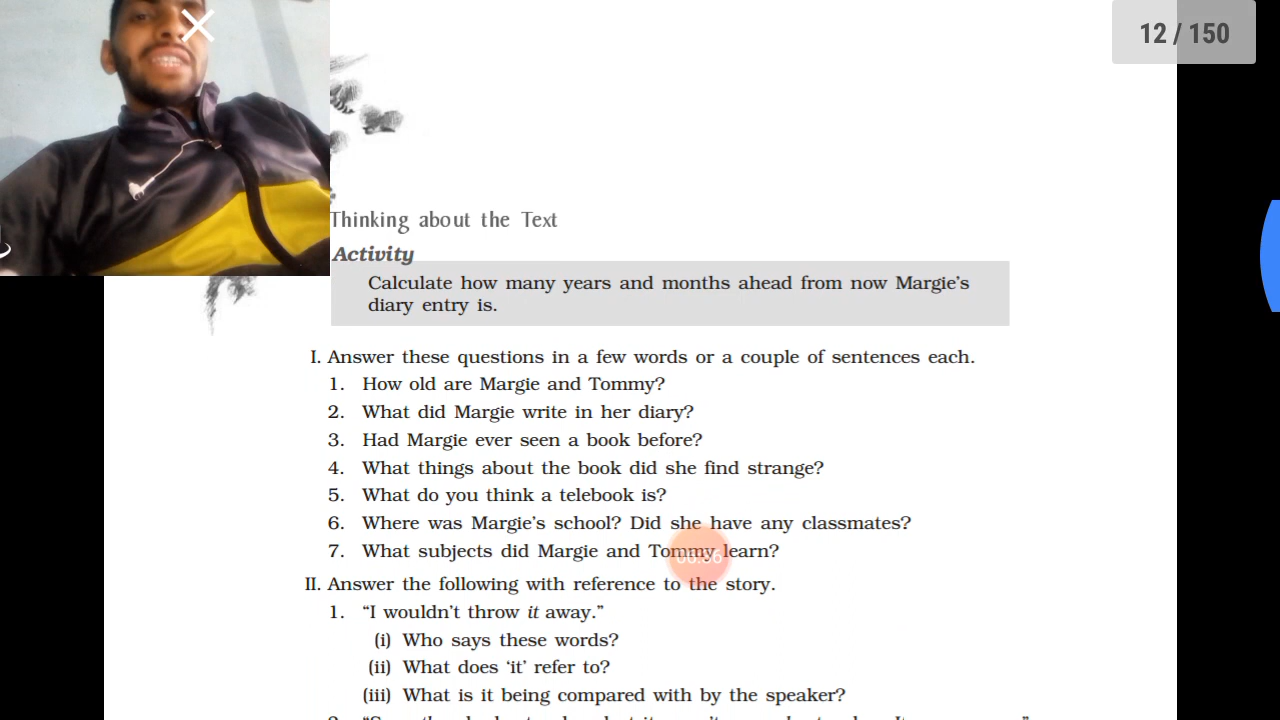 12 / 150
Thinking about the Text
Activity
Calculate how many years and months ahead from now Margie's
diary entry is.
I. Answer these questions in a few words or a couple of sentences each.
1. How old are Margie and Tommy?
2. What did Margie write in her diary?
3. Had Margie ever seen a book before?
4. What things about the book did she find strange?
5. What do you think a telebook is?
6. Where was Margie's school? Did she have any classmates?
7. What subjects did Margie and Tommy learn?
06:56
II. Answer the following with reference to the story.
1. “I wouldn't throw it away.”
(i) Who says these words?
(ii) What does ‘it’ refer to?
(iii) What is it being compared with by the speaker?